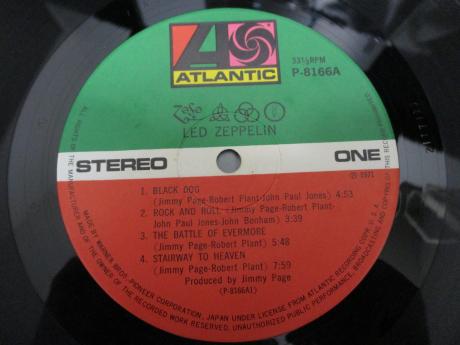 ATLANTIC
33⅓RPM
P-8166A
LED ZEPPELIN
STEREO
ONE
℗ 1971
1. BLACK DOG
(Jimmy Page-Robert Plant-John Paul Jones) 4:53
2. ROCK AND ROLL (Jimmy Page-Robert Plant-
John Paul Jones-John Benham) 3:39
3. THE BATTLE OF EVERMORE
(Jimmy Page-Robert Plant) 5:48
4. STAIRWAY TO HEAVEN
(Jimmy Page-Robert Plant) 7:59
Produced by Jimmy Page
(P-8166A1)
ALL RIGHTS OF THE MANUFACTURER AND OF THE OWNER OF THE RECORDED WORK RESERVED. UNAUTHORIZED PUBLIC PERFORMANCE, BROADCASTING AND COPYING OF THIS RECORD PROHIBITED.
MADE BY WARNER BROS.-PIONEER CORPORATION, JAPAN UNDER LICENSE FROM ATLANTIC RECORDING CORP., U.S.A.